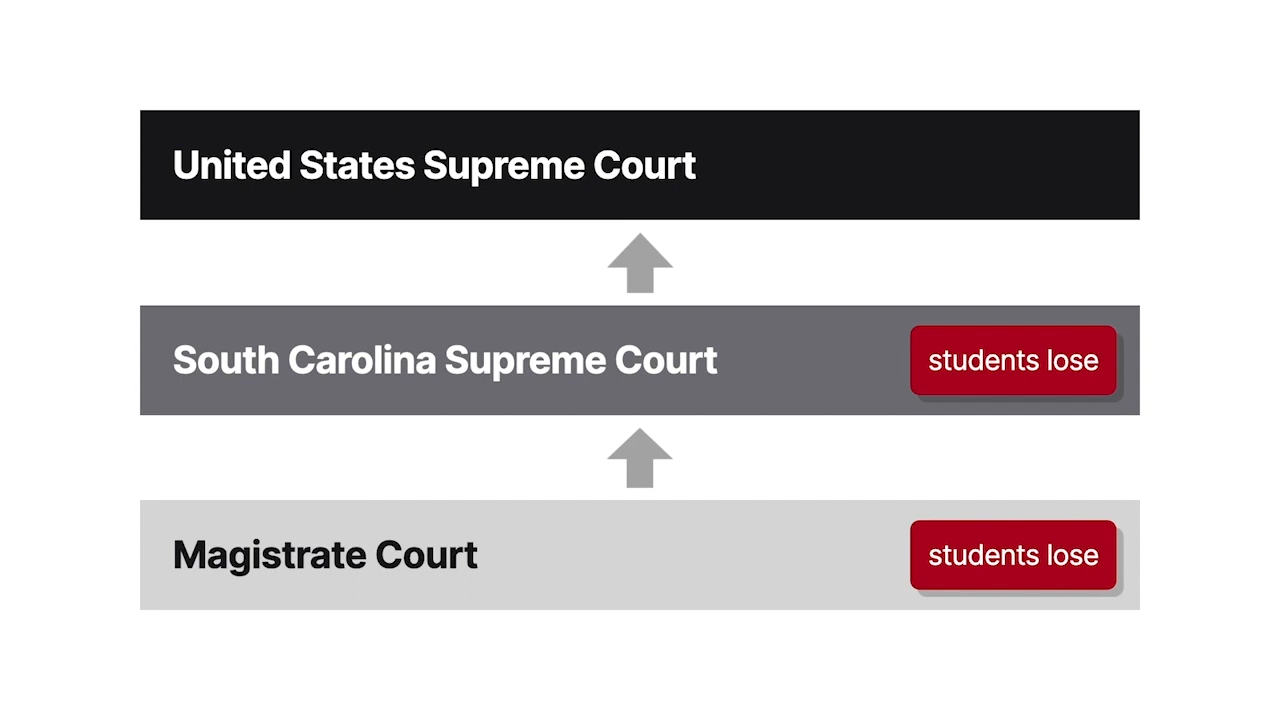 United States Supreme Court
South Carolina Supreme Court
students lose
Magistrate Court
students lose